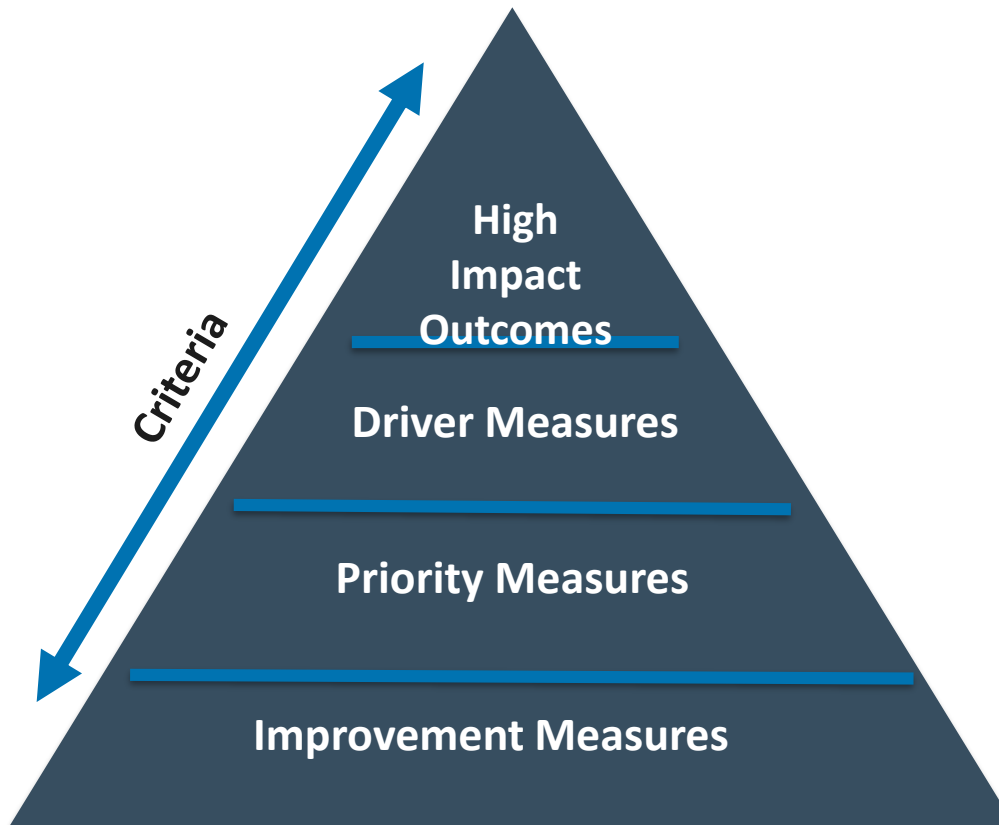 High
Impact
Outcomes
Criteria
Driver Measures
Priority Measures
Improvement Measures